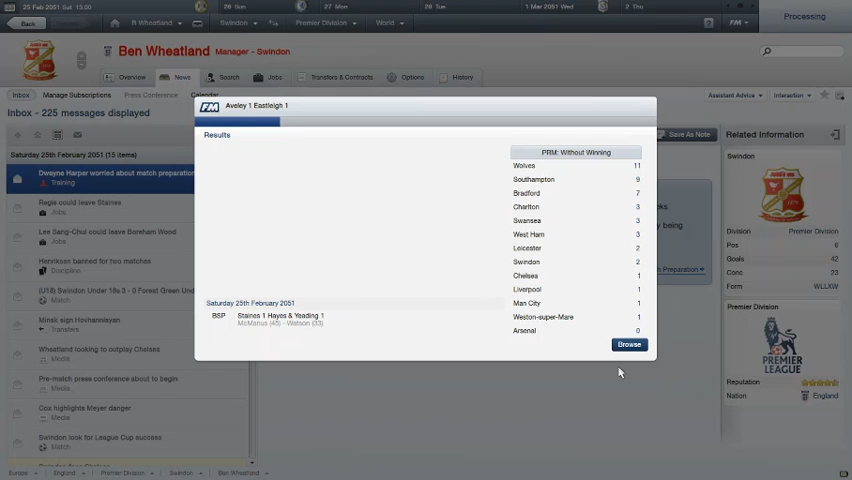 25 Feb 2051 Sat 13:00
26 Sun
27 Mon
28 Tue
1 Mar 2051 Wed
2 Thu
Processing
Back
B Wheatland
Swindon
Premier Division
World
?
FM
Ben Wheatland Manager - Swindon
Overview
News
Search
Jobs
Transfers & Contracts
Options
History
Inbox
Manage Subscriptions
Press Conference
Calendar
Assistant Advice
Interaction
Inbox - 225 messages displayed
Save As Note
Related Information
Saturday 25th February 2051 (15 items)
Dwayne Harper worried about match preparation
Training
Regis could leave Staines
Jobs
Lee Sang-Chul could leave Boreham Wood
Jobs
Henriksen banned for two matches
Discipline
(U18) Swindon Under 18s 3 - 0 Forest Green Und
Match
Minsk sign Hovhannisyan
Transfers
Wheatland looking to outplay Chelsea
Media
Pre-match press conference about to begin
Media
Cox highlights Meyer danger
Media
Swindon look for League Cup success
Match
FM Aveley 1 Eastleigh 1
Results
PRM: Without Winning
Wolves 11
Southampton 9
Bradford 7
Charlton 3
Swansea 3
West Ham 3
Leicester 2
Swindon 2
Chelsea 1
Liverpool 1
Man City 1
Weston-super-Mare 1
Arsenal 0
Saturday 25th February 2051
BSP Staines 1 Hayes & Yeading 1
McManus (45) - Watson (33)
Browse
eks.
y being
Preparation
Swindon
Division Premier Division
Pos 6
Goals 42
Conc 23
Form WLLXW
Premier Division
PREMIER
LEAGUE
Reputation
Nation England
Europe
England
Premier Division
Swindon
Ben Wheatland